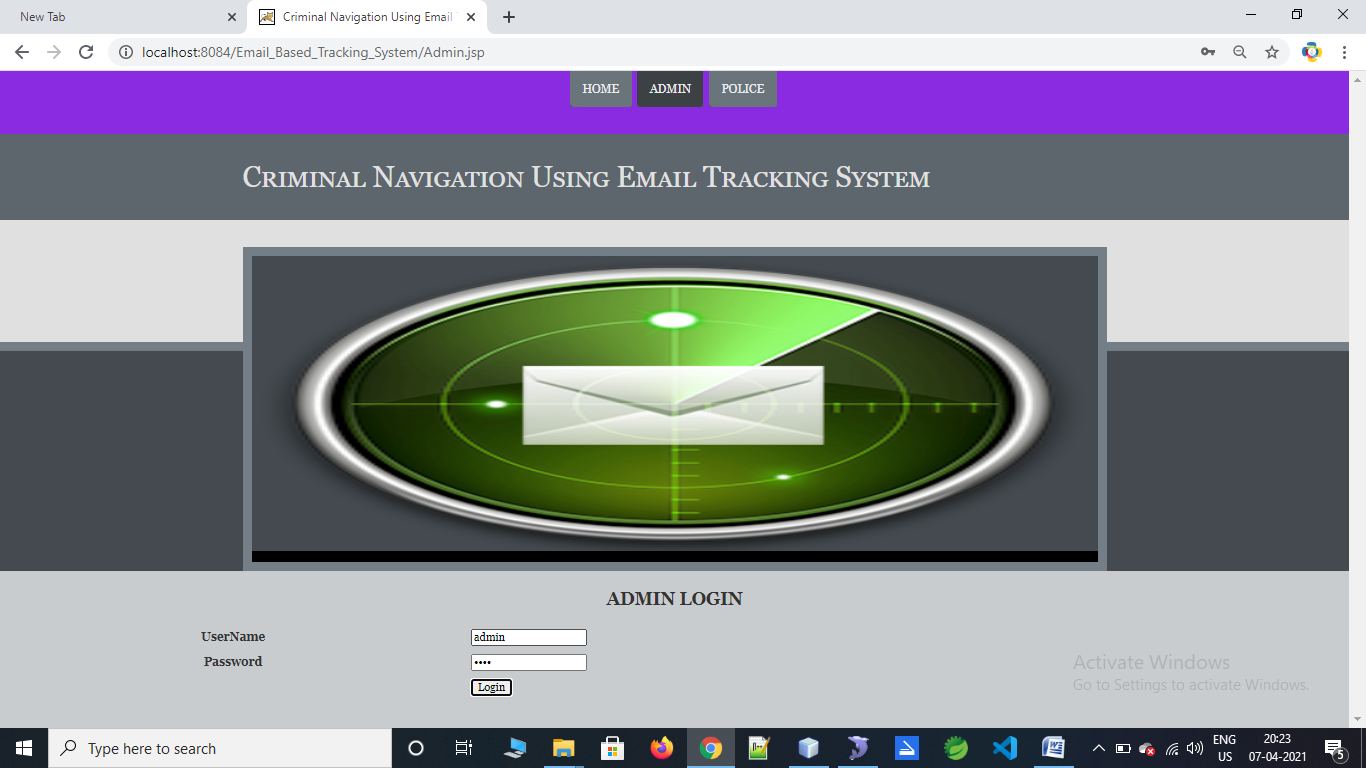 New Tab
Criminal Navigation Using Email
localhost:8084/Email_Based_Tracking_System/Admin.jsp
HOME ADMIN POLICE
Criminal Navigation Using Email Tracking System
ADMIN LOGIN
UserName admin
Password ••••
Login
Activate Windows
Go to Settings to activate Windows.
Type here to search
ENG 20:23
US 07-04-2021
5